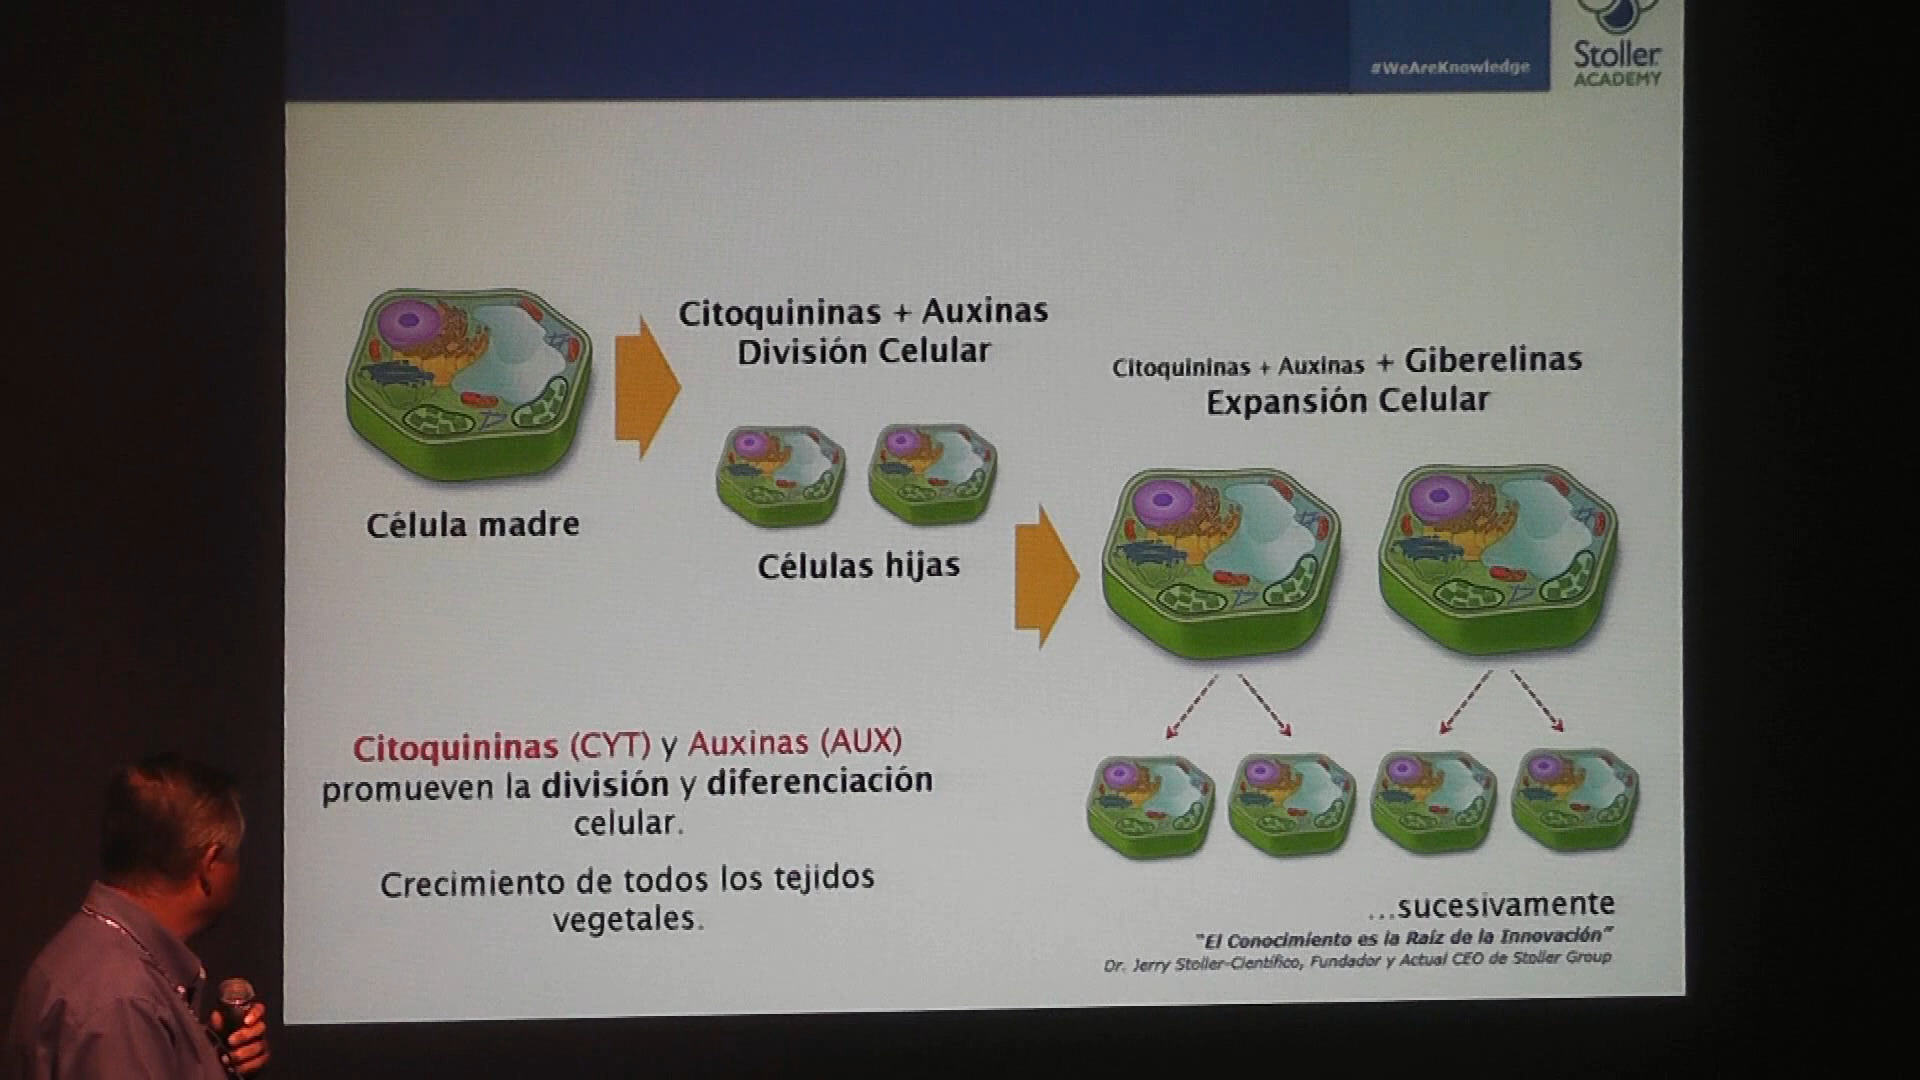 #WeAreKnowledge
Stoller
ACADEMY
Citoquininas + Auxinas
División Celular
Citoquininas + Auxinas + Giberelinas
Expansión Celular
Célula madre
Células hijas
Citoquininas (CYT) y Auxinas (AUX)
promueven la división y diferenciación
celular.
Crecimiento de todos los tejidos
vegetales.
...sucesivamente
"El Conocimiento es la Raíz de la Innovación"
Dr. Jerry Stoller-Científico, Fundador y Actual CEO de Stoller Group